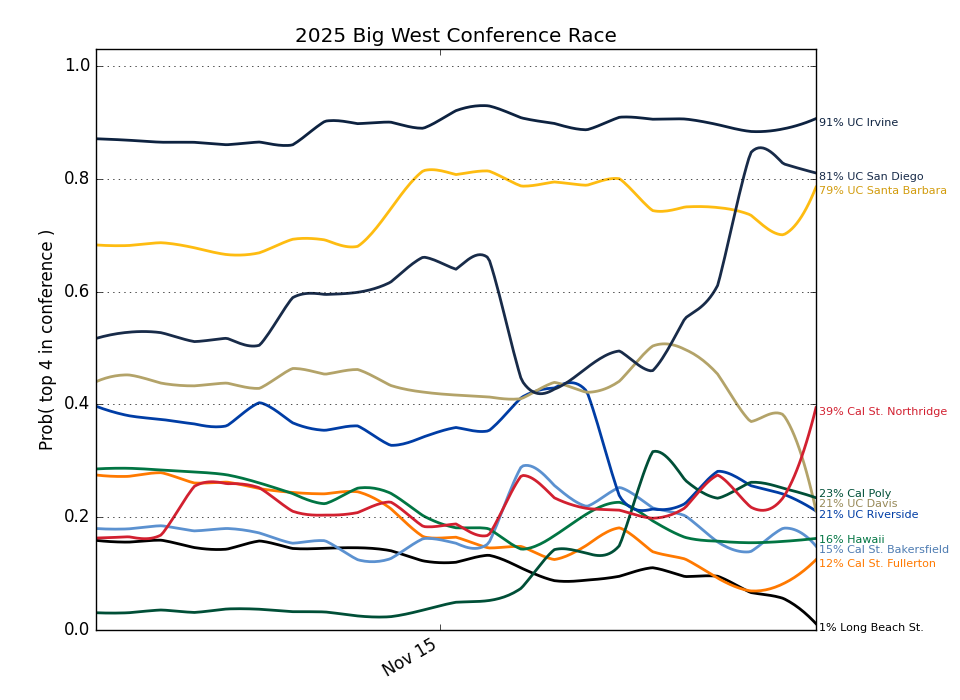 2025 Big West Conference Race
Prob( top 4 in conference )
1.0
0.8
0.6
0.4
0.2
0.0
Nov 15
91% UC Irvine
81% UC San Diego
79% UC Santa Barbara
39% Cal St. Northridge
23% Cal Poly
21% UC Davis
21% UC Riverside
16% Hawaii
15% Cal St. Bakersfield
12% Cal St. Fullerton
1% Long Beach St.